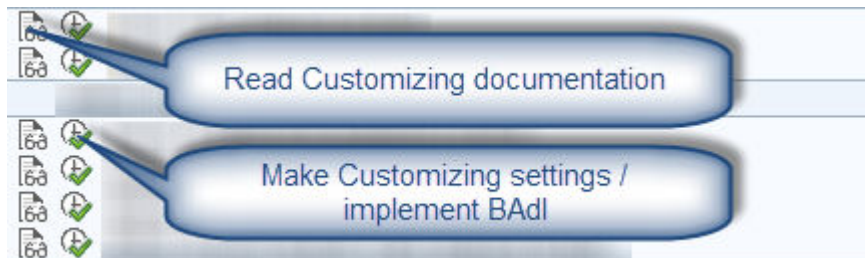 Read Customizing documentation
Make Customizing settings /
implement BAdI